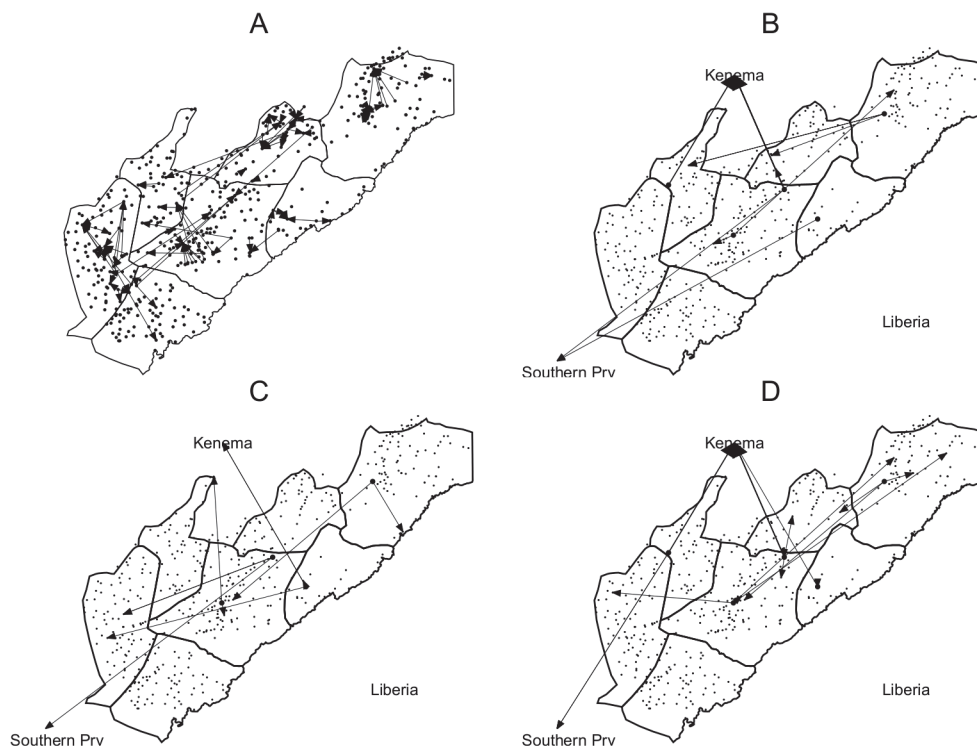 A
B
Kenema
Liberia
Southern Prv
C
D
Kenema
Kenema
Liberia
Liberia
Southern Prv
Southern Prv